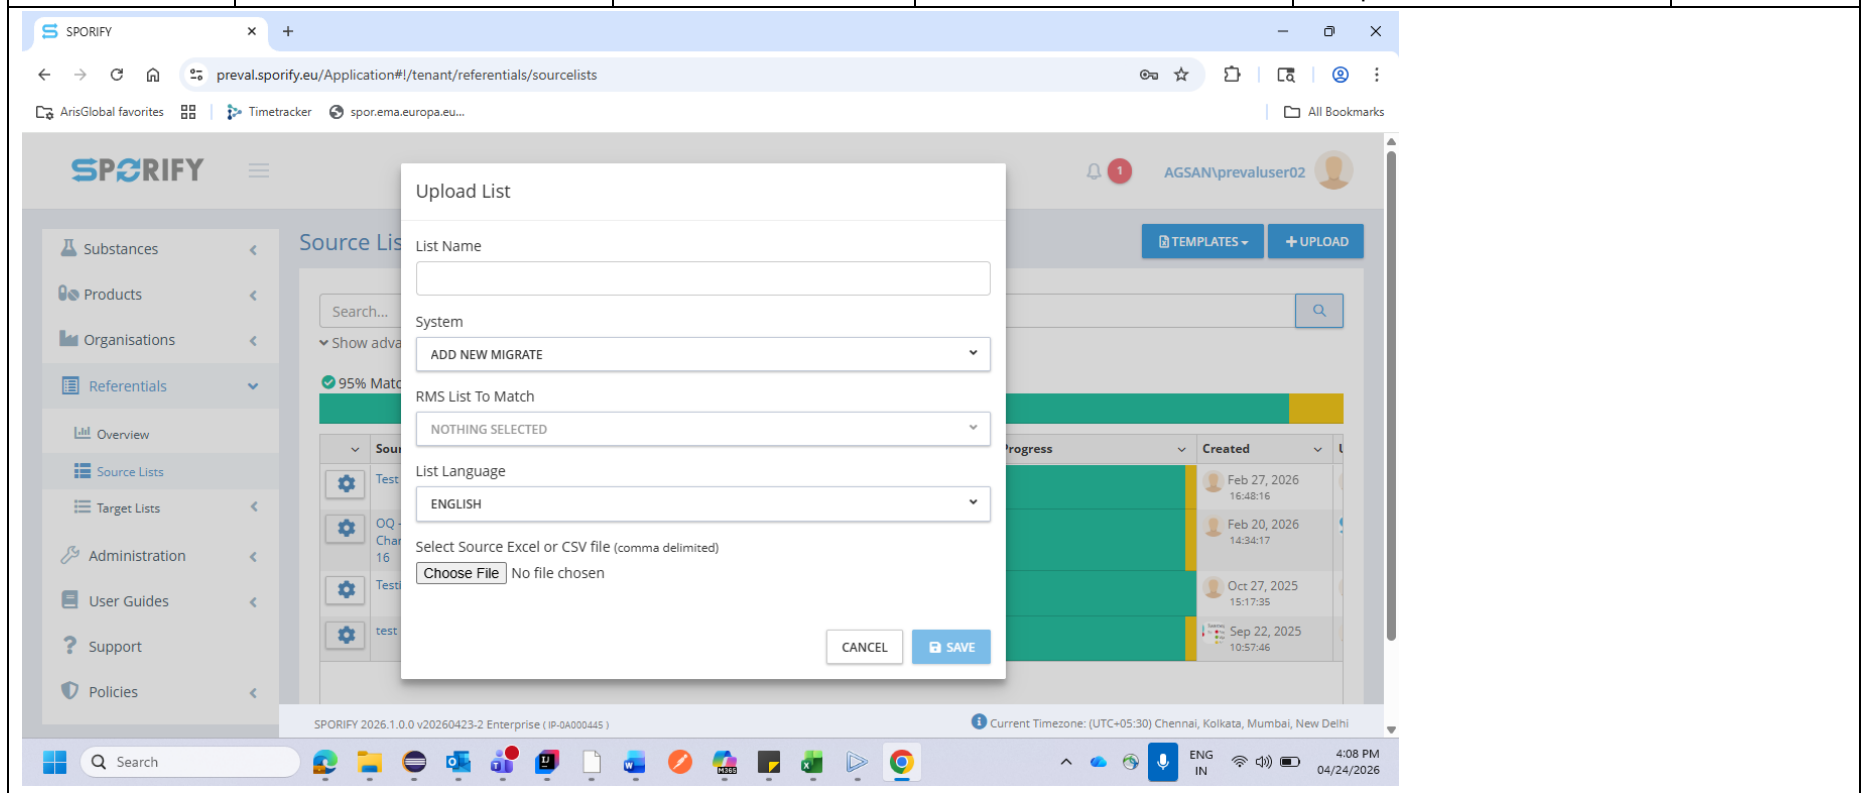 SPORIFY
preval.sporify.eu/Application#!/tenant/referentials/sourcelists
ArisGlobal favorites
Timetracker
spor.ema.europa.eu...
All Bookmarks
SPORIFY
1
AGSAN\prevaluser02
Upload List
Substances
Products
Organisations
Referentials
Overview
Source Lists
Target Lists
Administration
User Guides
Support
Policies
Source Lis
TEMPLATES
+ UPLOAD
Search...
Show adva
95% Matc
Sour
Progress
Created
Test
Feb 27, 2026
16:48:16
OQ -
Char
16
Feb 20, 2026
14:34:17
Testi
Oct 27, 2025
15:17:35
test
Sep 22, 2025
10:57:46
List Name
System
ADD NEW MIGRATE
RMS List To Match
NOTHING SELECTED
List Language
ENGLISH
Select Source Excel or CSV file (comma delimited)
Choose File No file chosen
CANCEL
SAVE
SPORIFY 2026.1.0.0 v20260423-2 Enterprise ( IP-0A000445 )
Current Timezone: (UTC+05:30) Chennai, Kolkata, Mumbai, New Delhi
Search
M365
ENG
IN
4:08 PM
04/24/2026